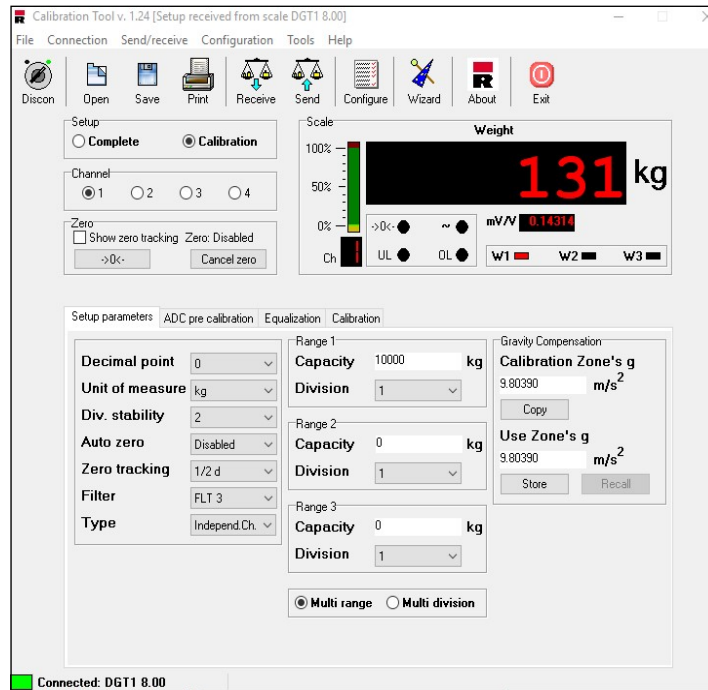 Calibration Tool v. 1.24 [Setup received from scale DGT1 8.00]
File Connection Send/receive Configuration Tools Help
Discon Open Save Print Receive Send Configure Wizard About Exit
Setup
Complete Calibration
Channel
1 2 3 4
Zero
Show zero tracking Zero: Disabled
->0<- Cancel zero
Scale
Weight
100%
50%
0%
131 kg
->0<- ~ mV/V 0.14314
Ch 1 UL OL W1 W2 W3
Setup parameters ADC pre calibration Equalization Calibration
Decimal point 0
Unit of measure kg
Div. stability 2
Auto zero Disabled
Zero tracking 1/2 d
Filter FLT 3
Type Independ.Ch.
Range 1
Capacity 10000 kg
Division 1
Range 2
Capacity 0 kg
Division 1
Range 3
Capacity 0 kg
Division 1
Multi range Multi division
Gravity Compensation
Calibration Zone's g
9.80390 m/s²
Copy
Use Zone's g
9.80390 m/s²
Store Recall
Connected: DGT1 8.00